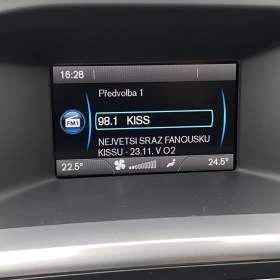 16:28
Předvolba 1
98.1 KISS
FM1
NEJVETSI SRAZ FANOUSKU
KISSU - 23.11. V O2
22.5° 24.5°